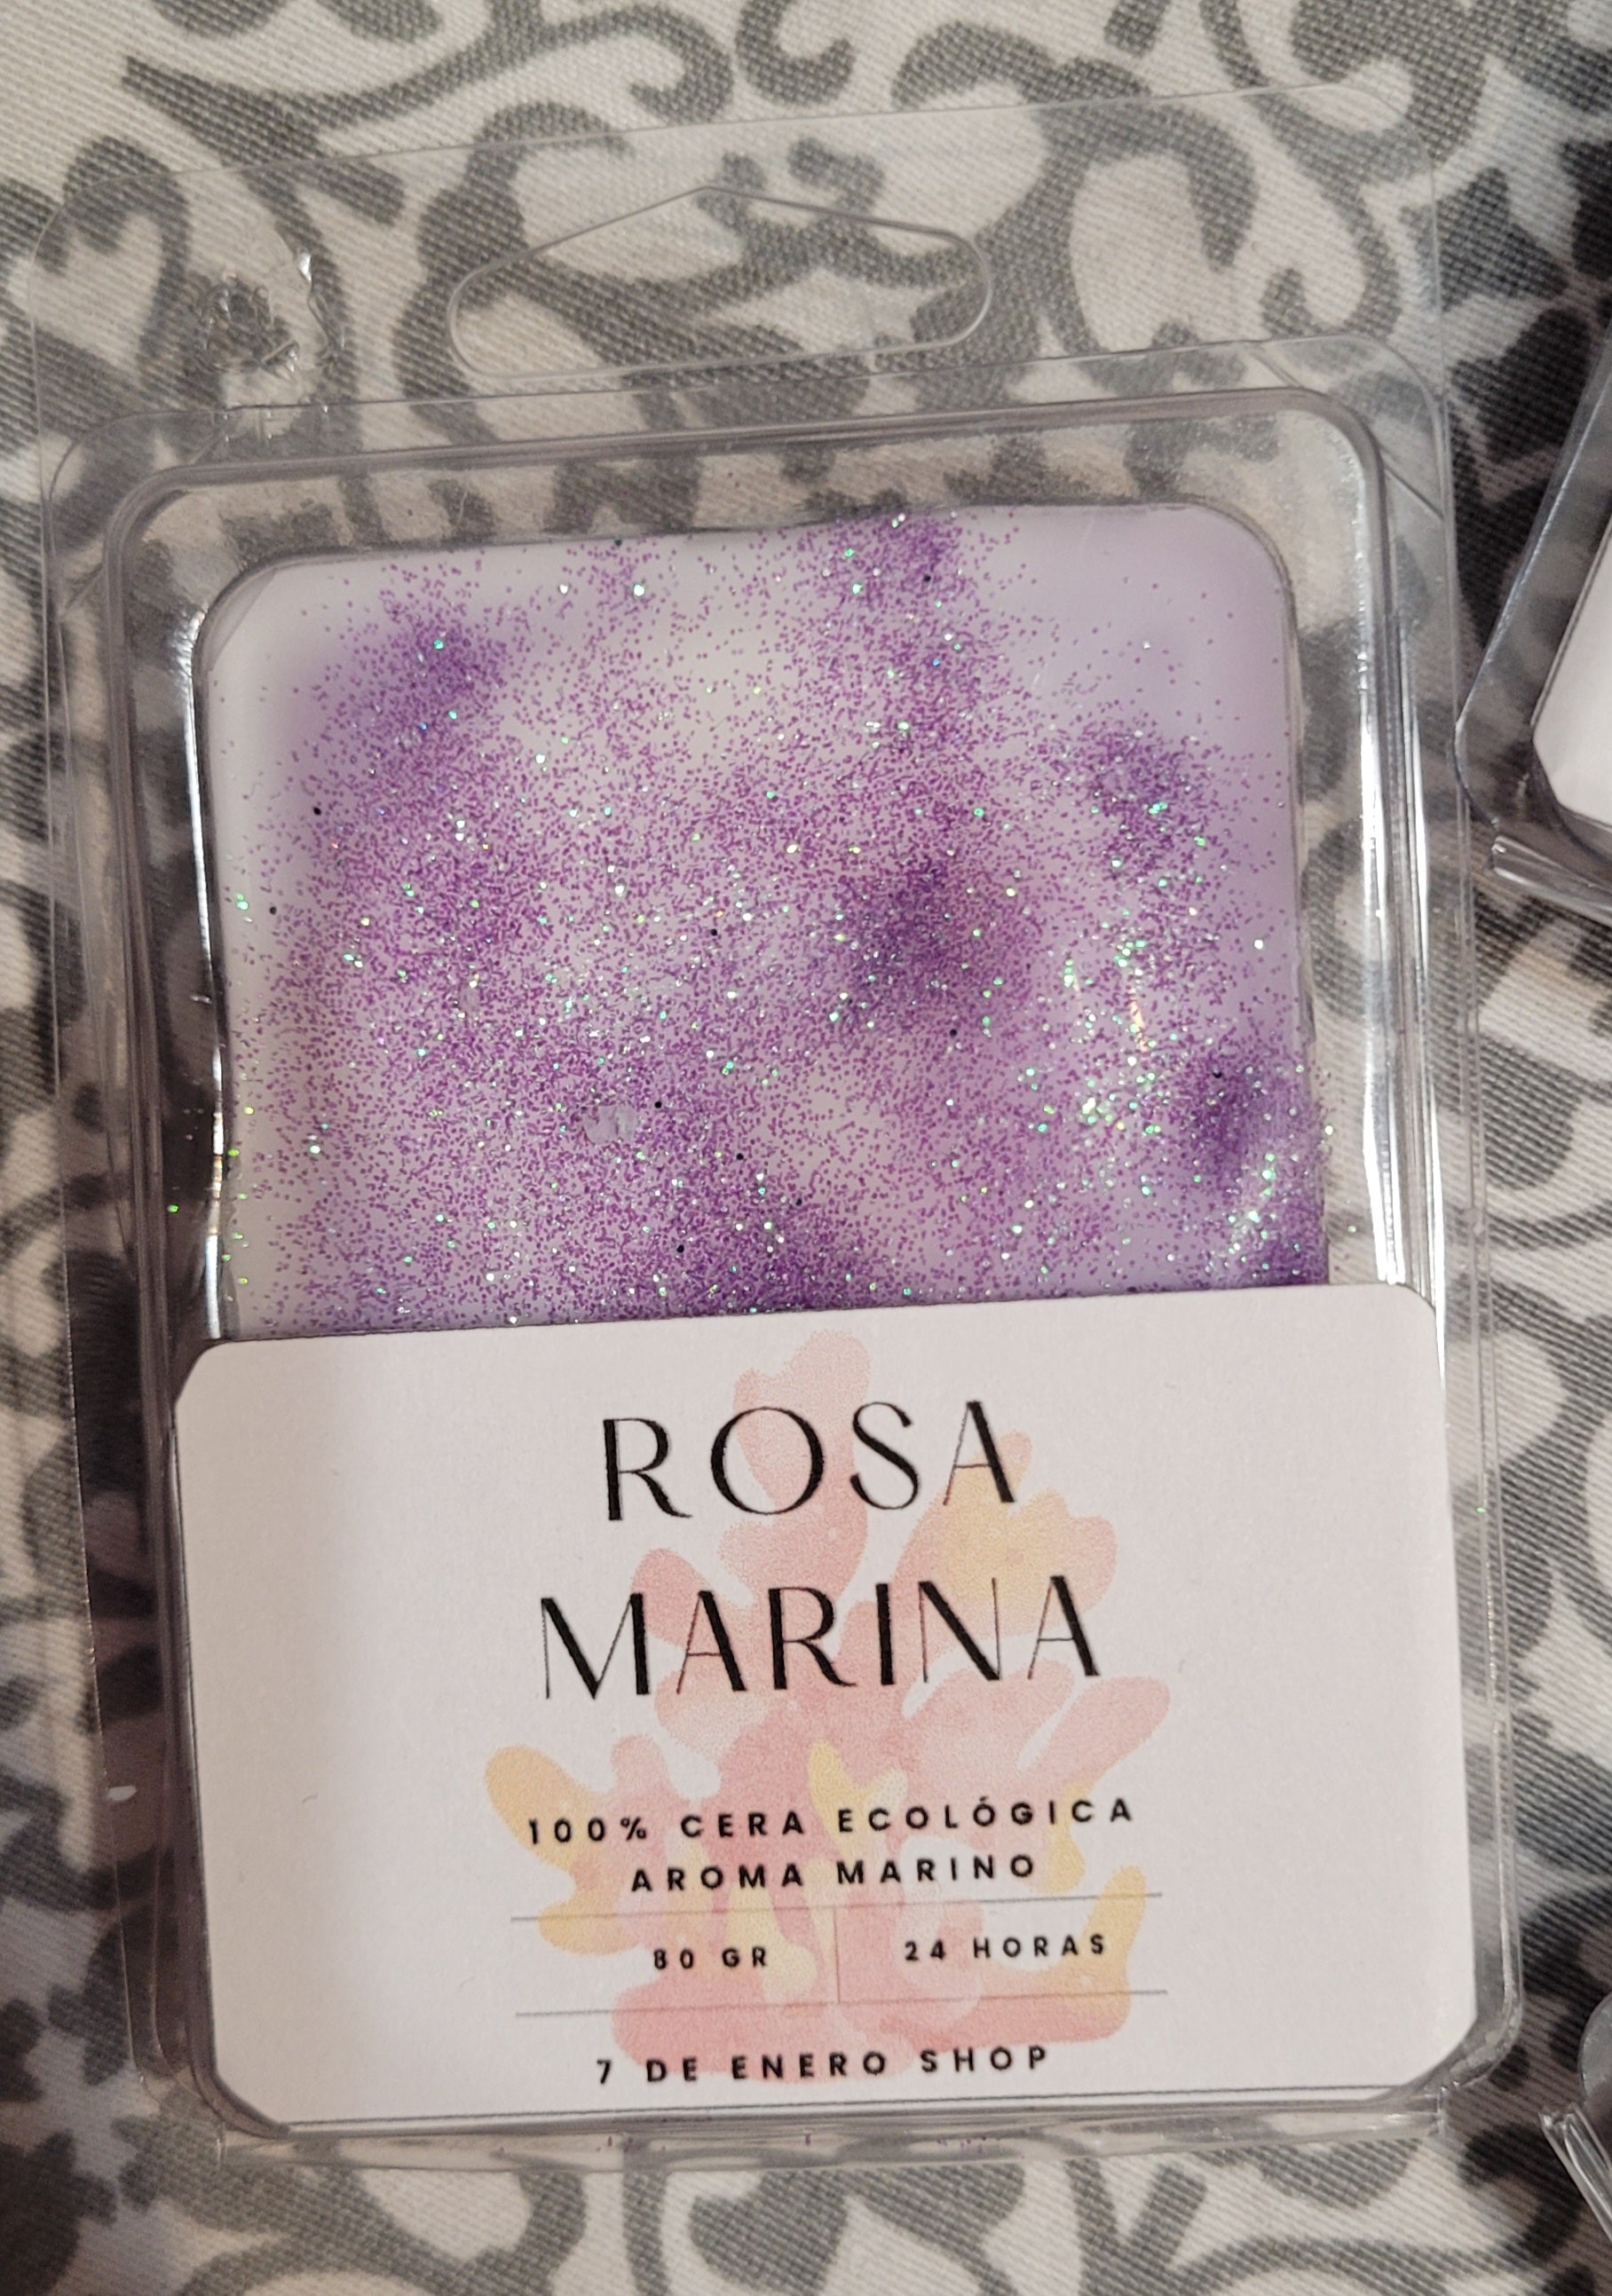 ROSA
MARINA
100% CERA ECOLÓGICA
AROMA MARINO
80 GR
24 HORAS
7 DE ENERO SHOP